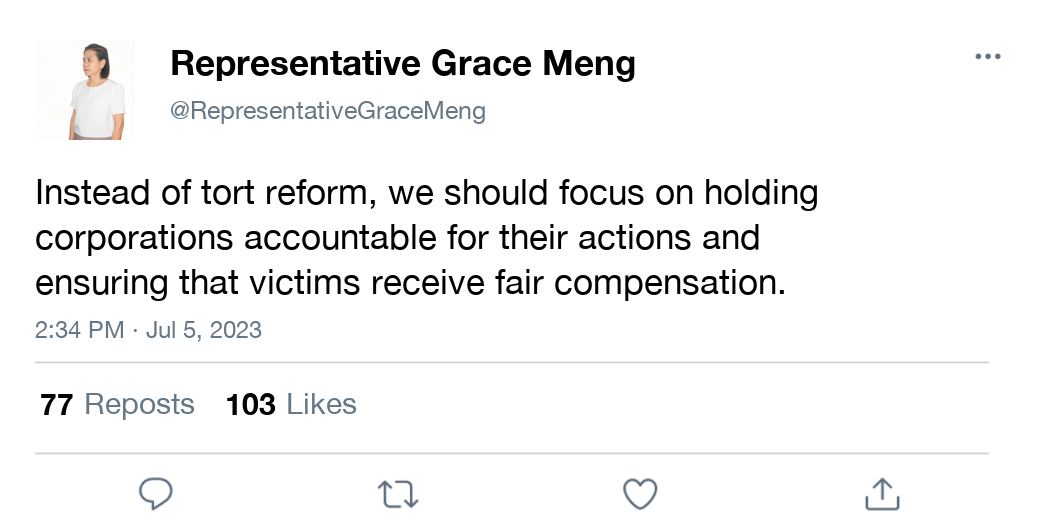 Representative Grace Meng
@RepresentativeGraceMeng
Instead of tort reform, we should focus on holding
corporations accountable for their actions and
ensuring that victims receive fair compensation.
2:34 PM · Jul 5, 2023
77 Reposts 103 Likes